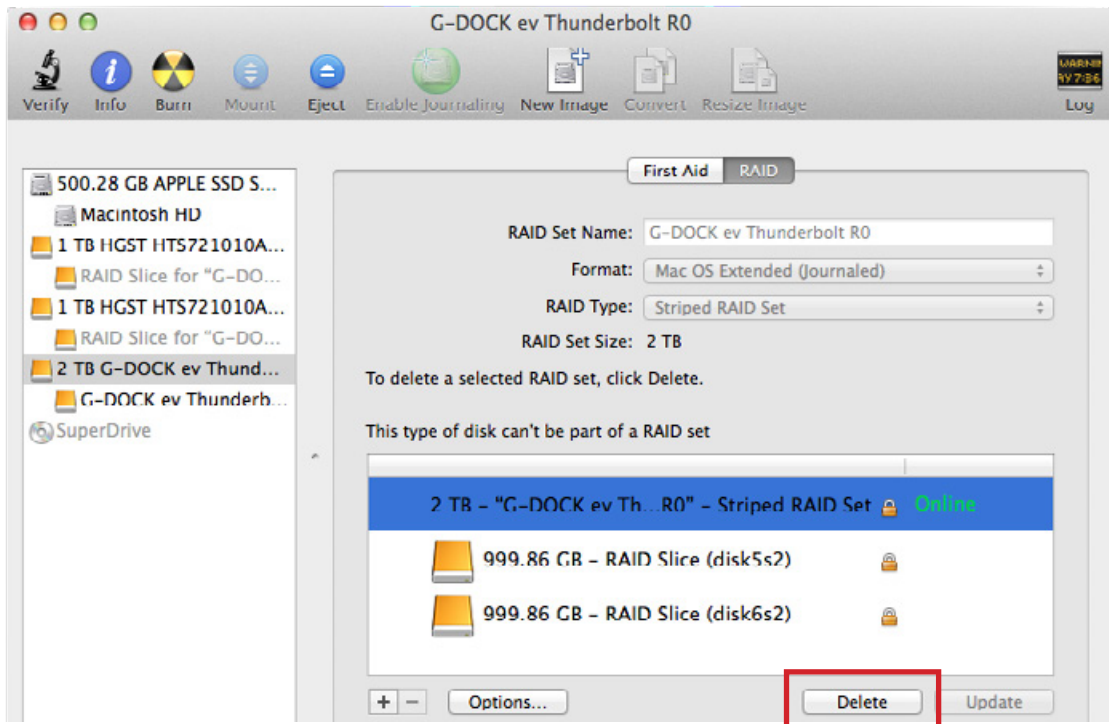 G-DOCK ev Thunderbolt R0
Verify Info Burn Mount Eject Enable Journaling New Image Convert Resize Image Log
WARNIN
AY 7:36
First Aid RAID
500.28 GB APPLE SSD S...
Macintosh HD
1 TB HGST HTS721010A...
RAID Slice for "G-DO...
1 TB HGST HTS721010A...
RAID Slice for "G-DO...
2 TB G-DOCK ev Thund...
G-DOCK ev Thunderb...
SuperDrive
RAID Set Name: G-DOCK ev Thunderbolt R0
Format: Mac OS Extended (Journaled)
RAID Type: Striped RAID Set
RAID Set Size: 2 TB
To delete a selected RAID set, click Delete.
This type of disk can't be part of a RAID set
2 TB – "G-DOCK ev Th...R0" – Striped RAID Set Online
999.86 GB – RAID Slice (disk5s2)
999.86 GB – RAID Slice (disk6s2)
+ – Options... Delete Update